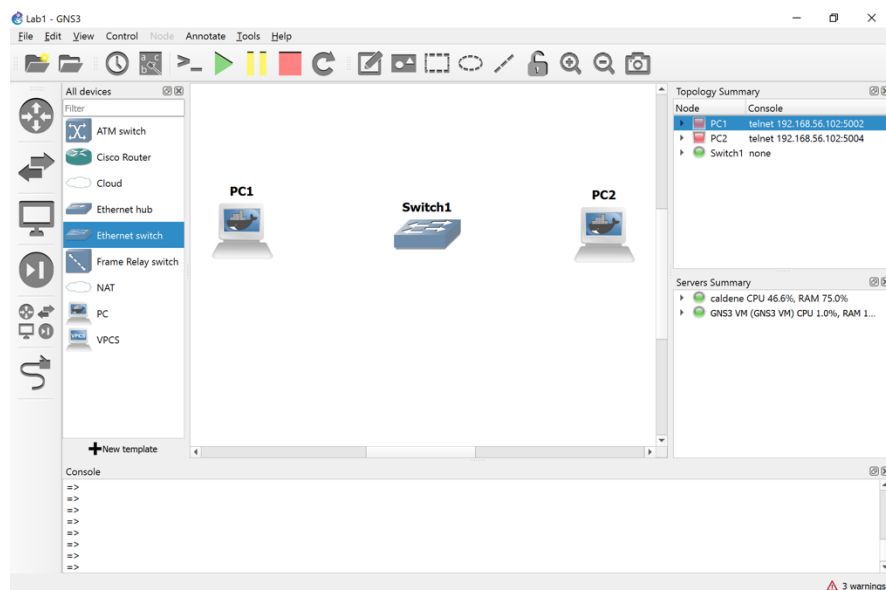 Lab1 - GNS3
File Edit View Control Node Annotate Tools Help
All devices
Filter
ATM switch
Cisco Router
Cloud
Ethernet hub
Ethernet switch
Frame Relay switch
NAT
PC
VPCS
VPCS
New template
PC1
Switch1
PC2
Topology Summary
Node Console
PC1 telnet 192.168.56.102:5002
PC2 telnet 192.168.56.102:5004
Switch1 none
Servers Summary
caldene CPU 46.6%, RAM 75.0%
GNS3 VM (GNS3 VM) CPU 1.0%, RAM 1...
Console
=>
=>
=>
=>
=>
=>
=>
=>
3 warnings